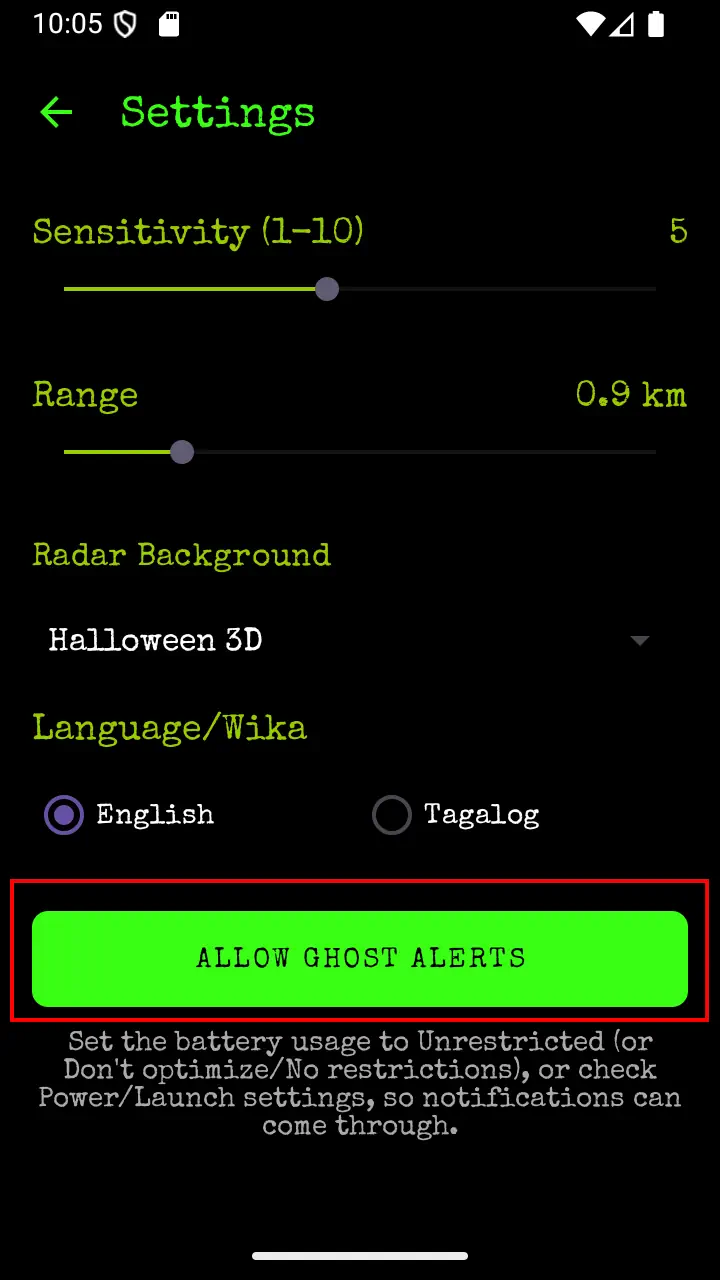 10:05
Settings
Sensitivity (1-10) 5
Range 0.9 km
Radar Background
Halloween 3D
Language/Wika
English Tagalog
ALLOW GHOST ALERTS
Set the battery usage to Unrestricted (or
Don't optimize/No restrictions), or check
Power/Launch settings, so notifications can
come through.